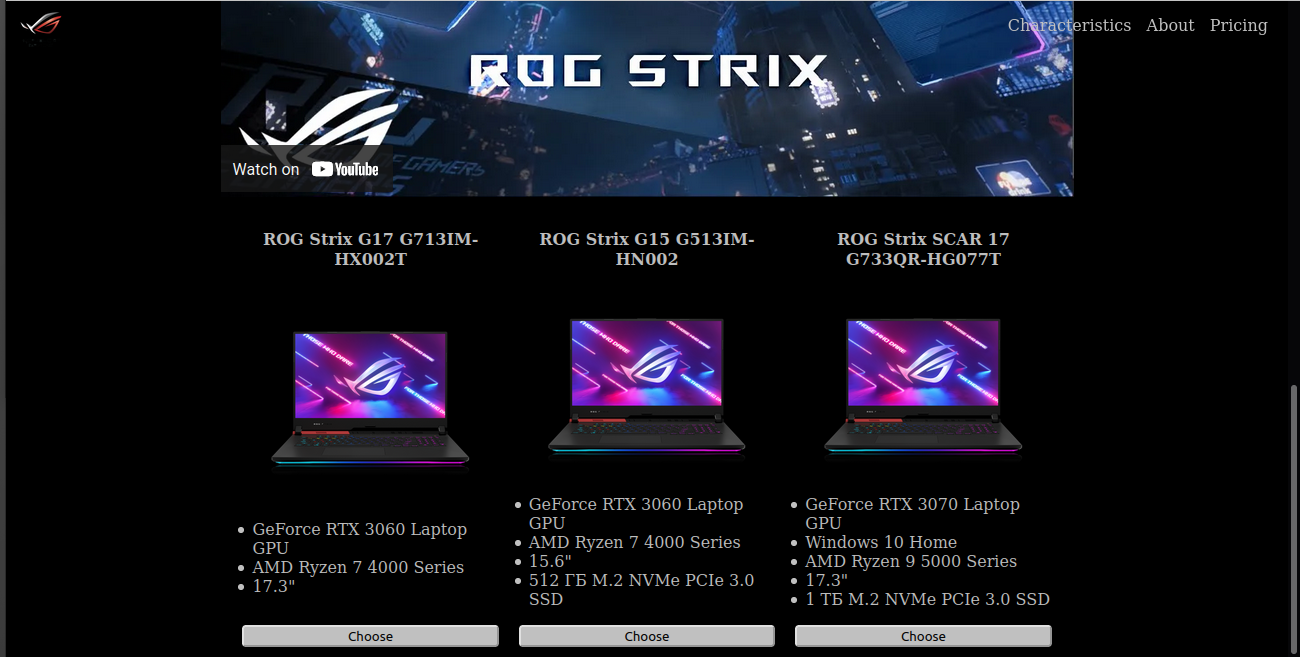 Characteristics About Pricing
ROG STRIX
Watch on YouTube
ROG Strix G17 G713IM-
HX002T
ROG Strix G15 G513IM-
HN002
ROG Strix SCAR 17
G733QR-HG077T
GeForce RTX 3060 Laptop
GPU
AMD Ryzen 7 4000 Series
17.3"
Choose
GeForce RTX 3060 Laptop
GPU
AMD Ryzen 7 4000 Series
15.6"
512 ГБ M.2 NVMe PCIe 3.0
SSD
Choose
GeForce RTX 3070 Laptop
GPU
Windows 10 Home
AMD Ryzen 9 5000 Series
17.3"
1 ТБ M.2 NVMe PCIe 3.0 SSD
Choose